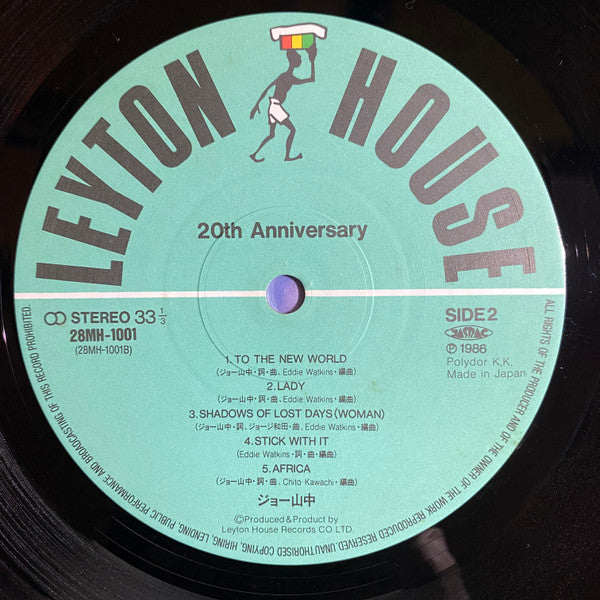 LEYTON HOUSE
20th Anniversary
STEREO 33 1/3
28MH-1001
(28MH-1001B)
SIDE 2
JASRAC
Ⓟ 1986
Polydor K.K.
Made in Japan
1. TO THE NEW WORLD
(ジョー山中・詞・曲、Eddie Watkins・編曲)
2. LADY
(ジョー山中・詞・曲、Eddie Watkins・編曲)
3. SHADOWS OF LOST DAYS (WOMAN)
(ジョー山中・詞、ジョージ和田・曲、Eddie Watkins・編曲)
4. STICK WITH IT
(Eddie Watkins・詞・曲・編曲)
5. AFRICA
(ジョー山中・詞・曲、Chito Kawachi・編曲)
ジョー山中
©Produced & Product by
Leyton House Records CO. LTD.
ALL RIGHTS OF THE PRODUCER AND OF THE OWNER OF THE WORK REPRODUCED RESERVED. UNAUTHORISED COPYING, HIRING, LENDING, PUBLIC PERFORMANCE AND BROADCASTING OF THIS RECORD PROHIBITED.